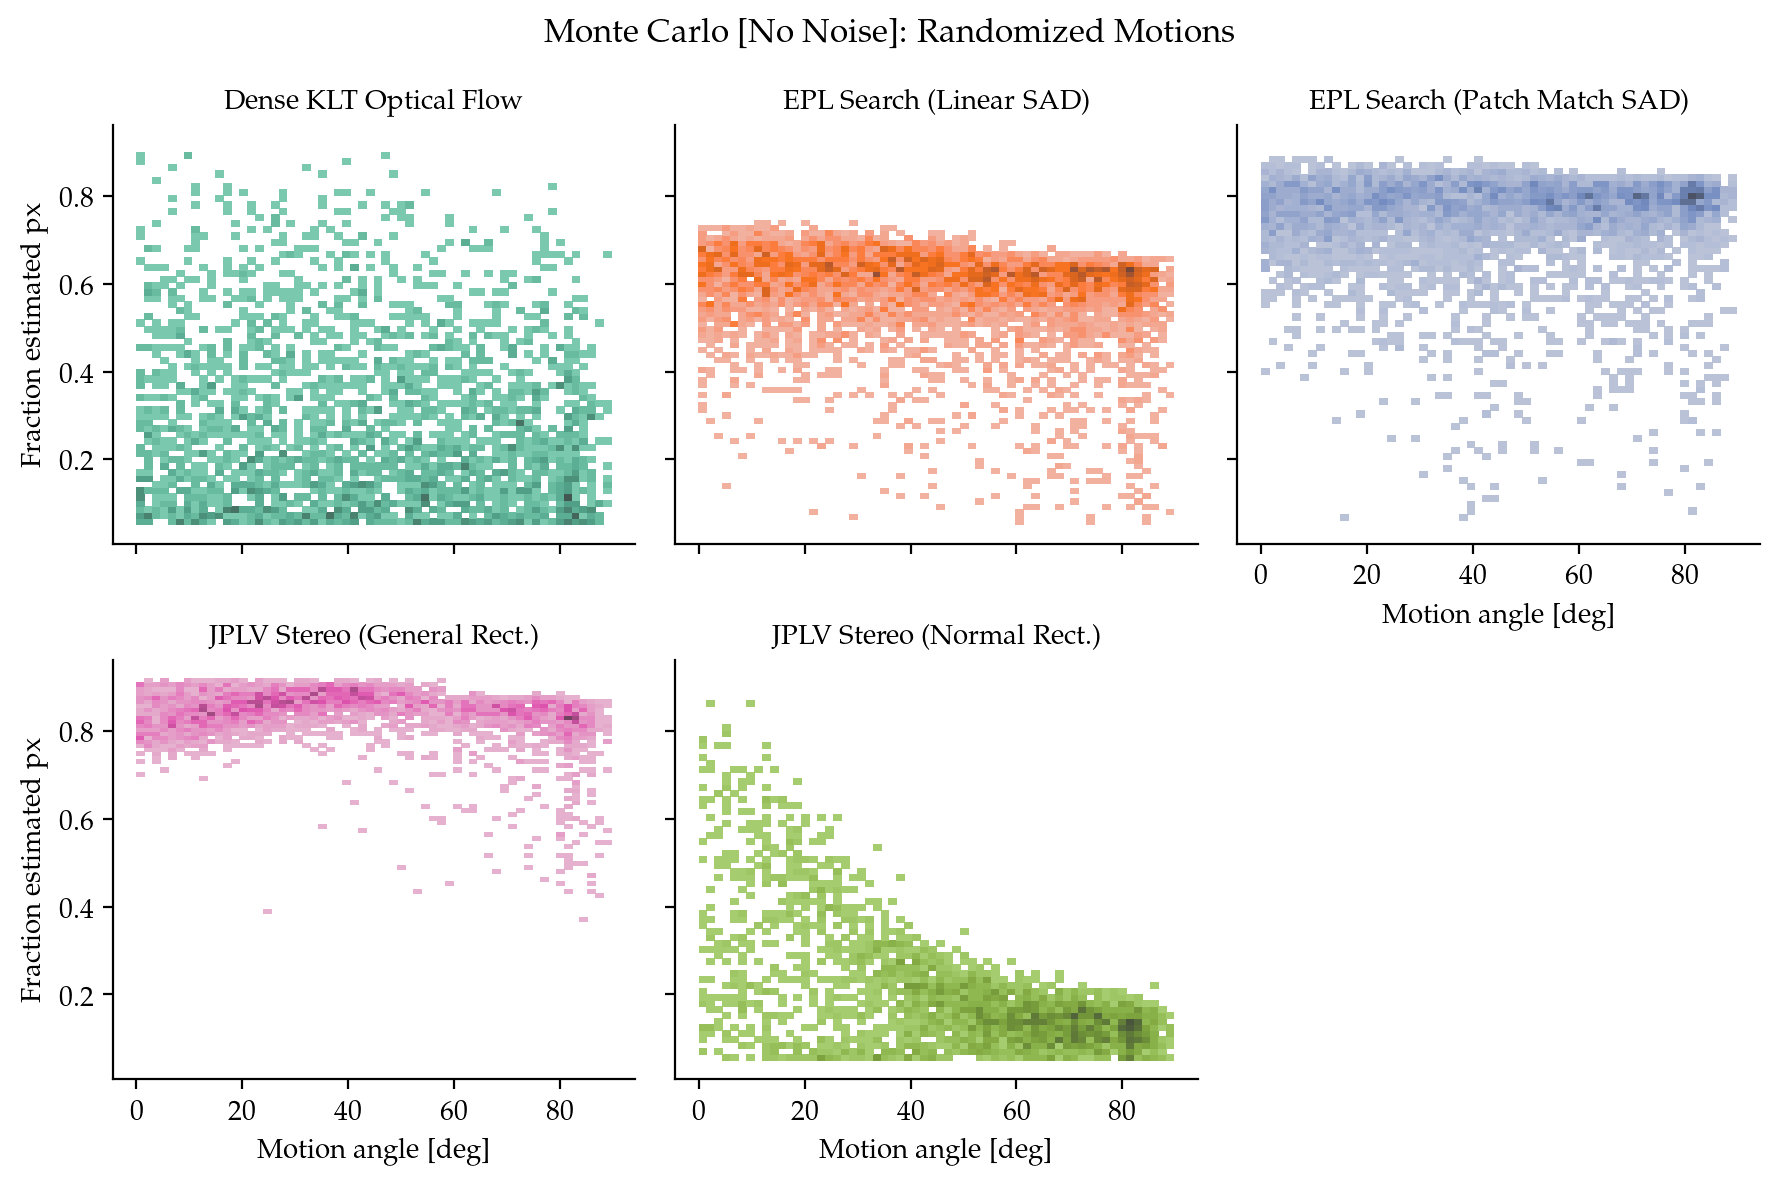 Monte Carlo [No Noise]: Randomized Motions
Dense KLT Optical Flow
EPL Search (Linear SAD)
EPL Search (Patch Match SAD)
Fraction estimated px
0.8
0.6
0.4
0.2
0 20 40 60 80
Motion angle [deg]
JPLV Stereo (General Rect.)
JPLV Stereo (Normal Rect.)
Fraction estimated px
0.8
0.6
0.4
0.2
0 20 40 60 80
Motion angle [deg]
0 20 40 60 80
Motion angle [deg]